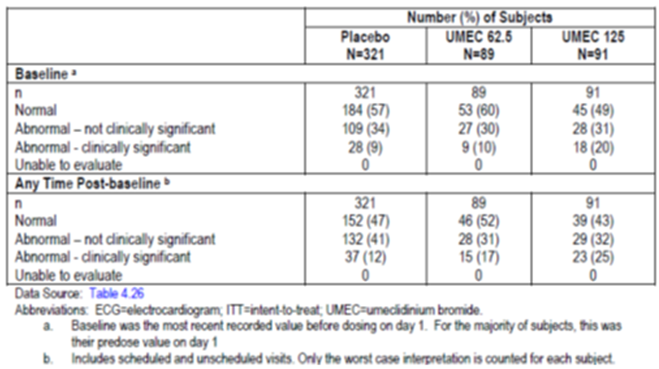 Number (%) of Subjects
Placebo UMEC 62.5 UMEC 125
N=321 N=89 N=91
Baseline a
n 321 89 91
Normal 184 (57) 53 (60) 45 (49)
Abnormal – not clinically significant 109 (34) 27 (30) 28 (31)
Abnormal - clinically significant 28 (9) 9 (10) 18 (20)
Unable to evaluate 0 0 0
Any Time Post-baseline b
n 321 89 91
Normal 152 (47) 46 (52) 39 (43)
Abnormal – not clinically significant 132 (41) 28 (31) 29 (32)
Abnormal - clinically significant 37 (12) 15 (17) 23 (25)
Unable to evaluate 0 0 0
Data Source: Table 4.26
Abbreviations: ECG=electrocardiogram; ITT=intent-to-treat; UMEC=umeclidinium bromide.
a. Baseline was the most recent recorded value before dosing on day 1. For the majority of subjects, this was
their predose value on day 1
b. Includes scheduled and unscheduled visits. Only the worst case interpretation is counted for each subject.